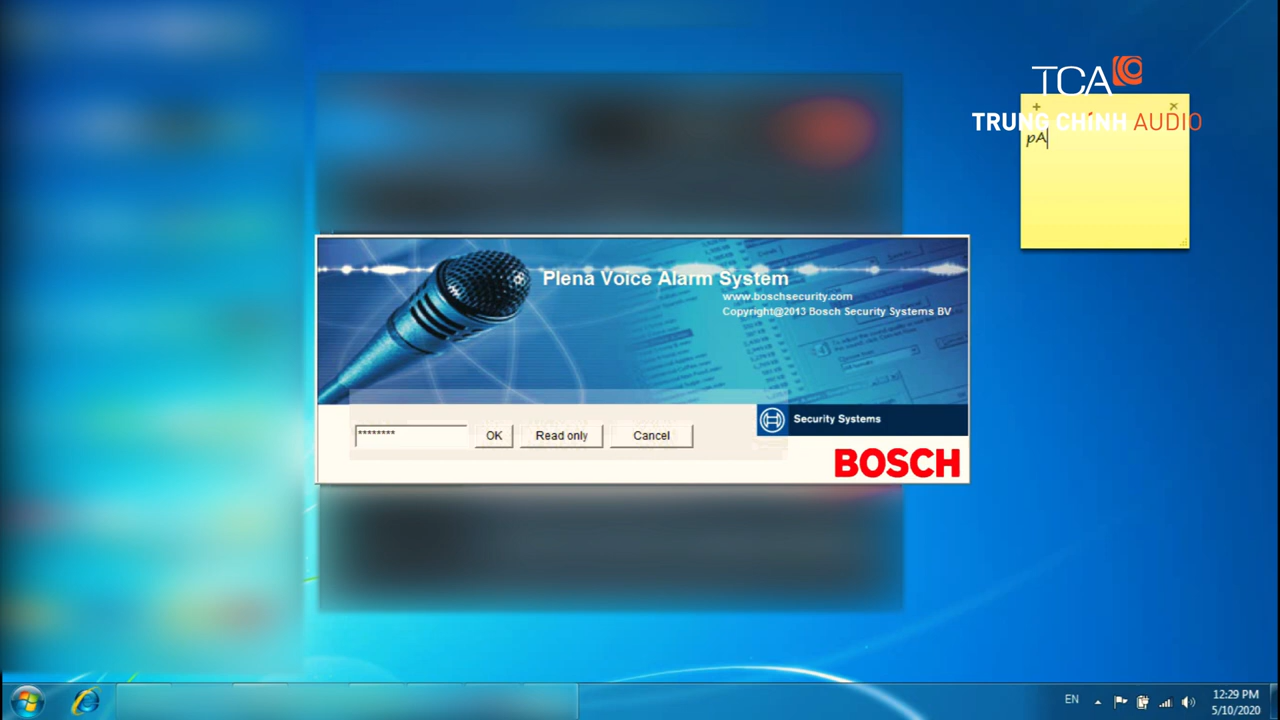 TCA
TRUNG CHÍNH AUDIO
pA
Plena Voice Alarm System
www.boschsecurity.com
Copyright@2013 Bosch Security Systems BV
Security Systems
********
OK
Read only
Cancel
BOSCH
EN
12:29 PM
5/10/2020